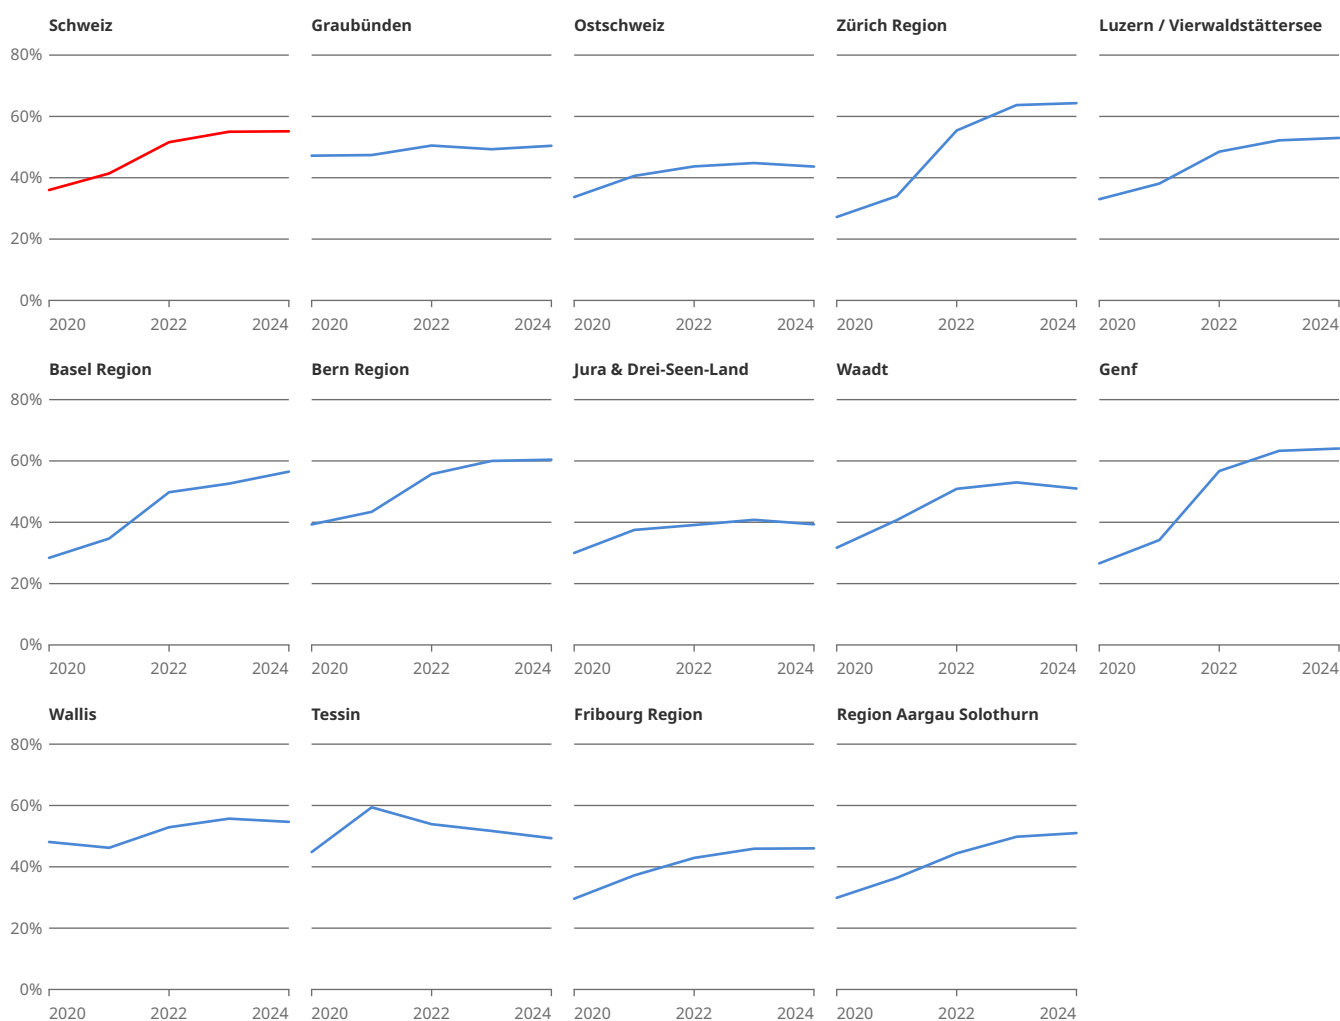 Schweiz Graubünden Ostschweiz Zürich Region Luzern / Vierwaldstättersee
80%
60%
40%
20%
0%
2020 2022 2024 2020 2022 2024 2020 2022 2024 2020 2022 2024 2020 2022 2024
Basel Region Bern Region Jura & Drei-Seen-Land Waadt Genf
80%
60%
40%
20%
0%
2020 2022 2024 2020 2022 2024 2020 2022 2024 2020 2022 2024 2020 2022 2024
Wallis Tessin Fribourg Region Region Aargau Solothurn
80%
60%
40%
20%
0%
2020 2022 2024 2020 2022 2024 2020 2022 2024 2020 2022 2024